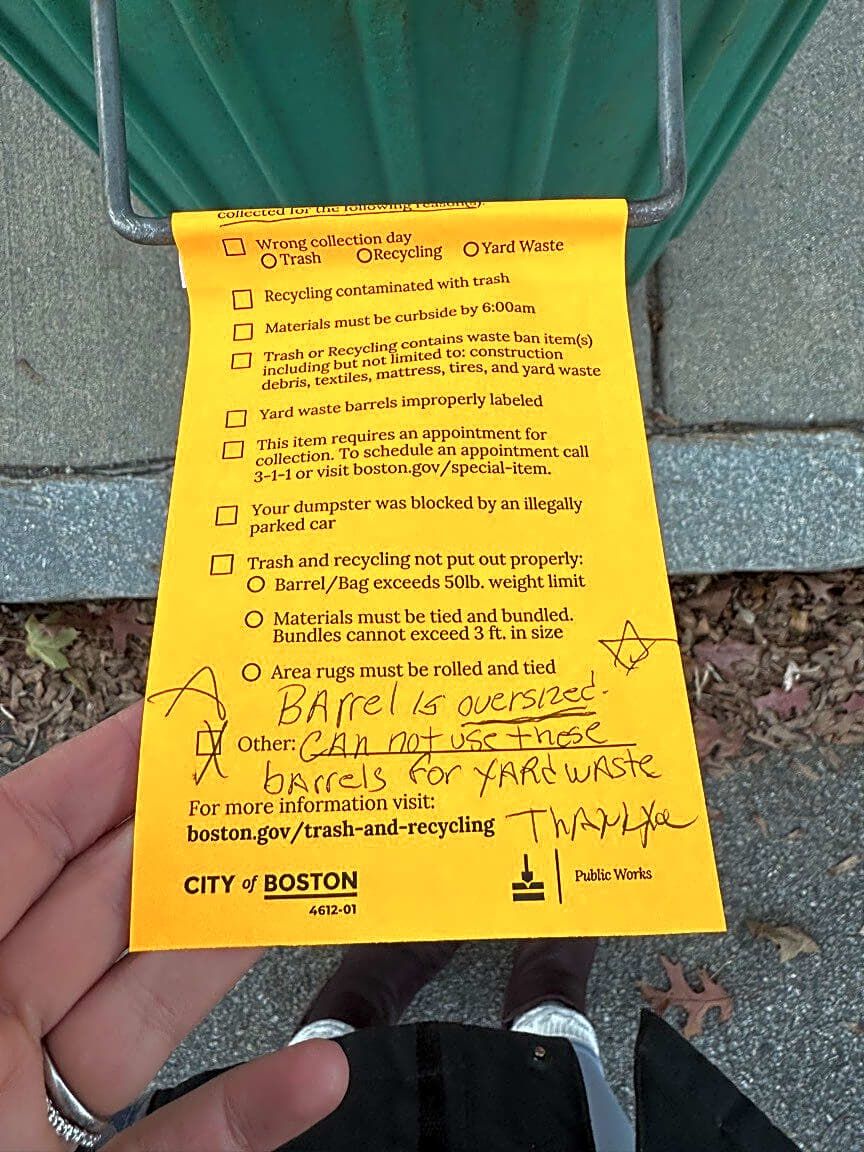 collected for the following reason(s):
Wrong collection day
Trash Recycling Yard Waste
Recycling contaminated with trash
Materials must be curbside by 6:00am
Trash or Recycling contains waste ban item(s)
including but not limited to: construction
debris, textiles, mattress, tires, and yard waste
Yard waste barrels improperly labeled
This item requires an appointment for
collection. To schedule an appointment call
3-1-1 or visit boston.gov/special-item.
Your dumpster was blocked by an illegally
parked car
Trash and recycling not put out properly:
Barrel/Bag exceeds 50lb. weight limit
Materials must be tied and bundled.
Bundles cannot exceed 3 ft. in size
Area rugs must be rolled and tied
BArrel is oversized.
Other: CAn not use these
bArrels for YARd WASte
For more information visit:
boston.gov/trash-and-recycling ThANk You
CITY of BOSTON
4612-01
Public Works